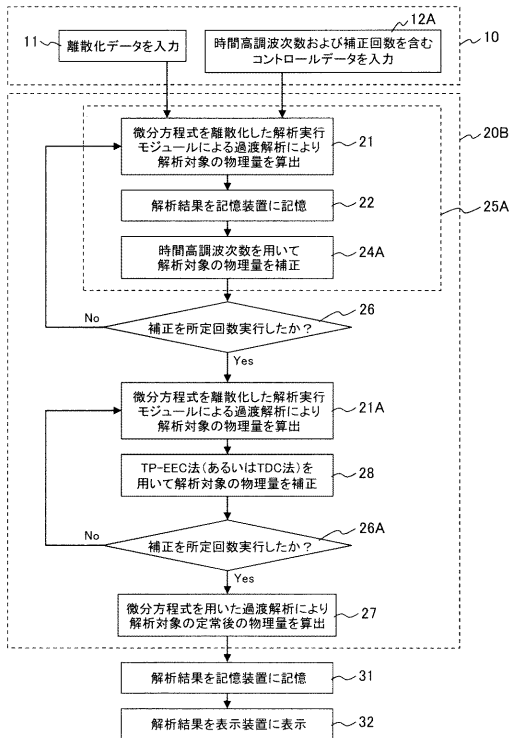 11
離散化データを入力
12A
時間高調波次数および補正回数を含む
コントロールデータを入力
10
20B
25A
微分方程式を離散化した解析実行
モジュールによる過渡解析により
解析対象の物理量を算出
21
解析結果を記憶装置に記憶
22
時間高調波次数を用いて
解析対象の物理量を補正
24A
No
補正を所定回数実行したか？
26
Yes
微分方程式を離散化した解析実行
モジュールによる過渡解析により
解析対象の物理量を算出
21A
TP-EEC法(あるいはTDC法)を
用いて解析対象の物理量を補正
28
No
補正を所定回数実行したか？
26A
Yes
微分方程式を用いた過渡解析により
解析対象の定常後の物理量を算出
27
解析結果を記憶装置に記憶
31
解析結果を表示装置に表示
32